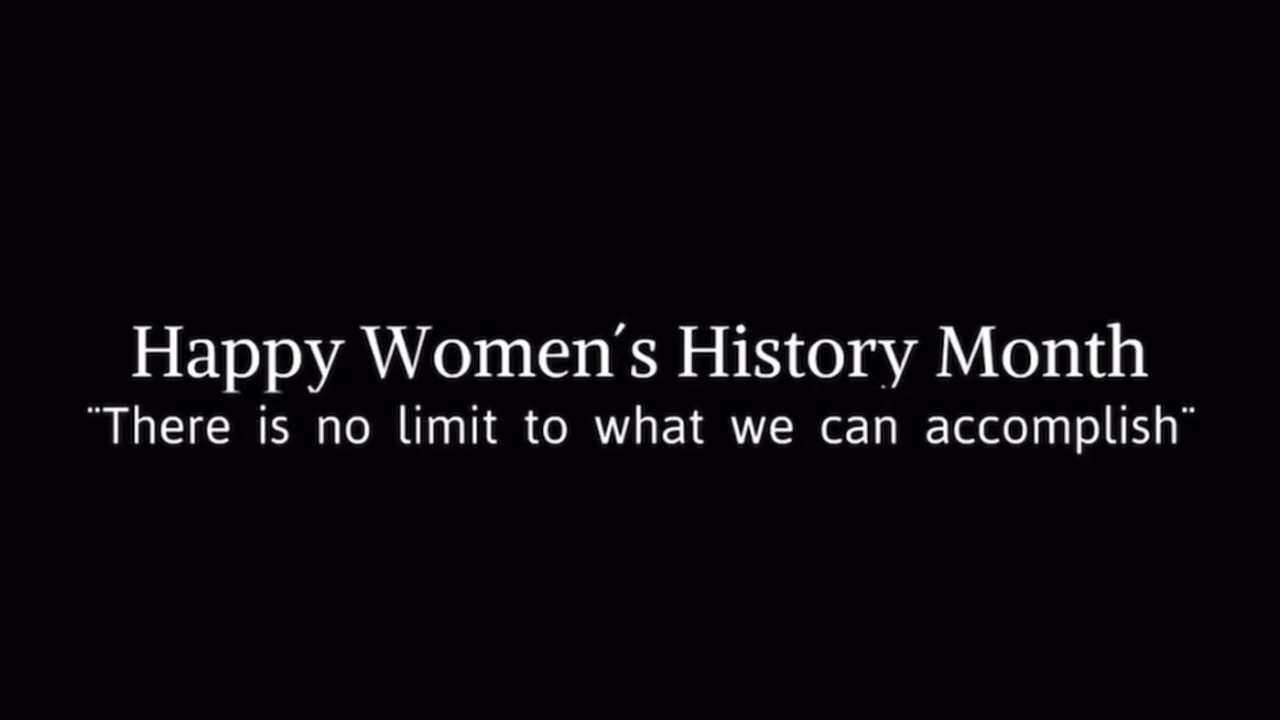 Happy Women´s History Month
¨There is no limit to what we can accomplish¨